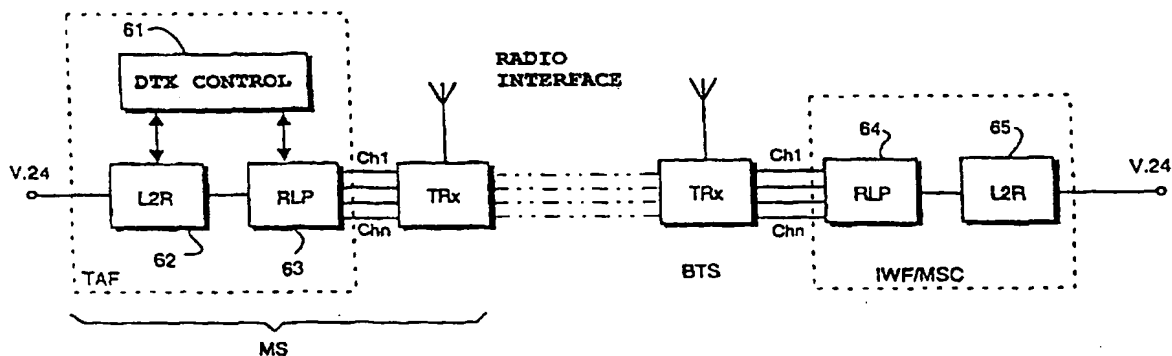 61
DTX CONTROL
RADIO
INTERFACE
64
65
V.24
L2R
RLP
Ch1
Chn
TRx
TRx
Ch1
Chn
RLP
L2R
V.24
62
63
TAF
BTS
IWF/MSC
MS